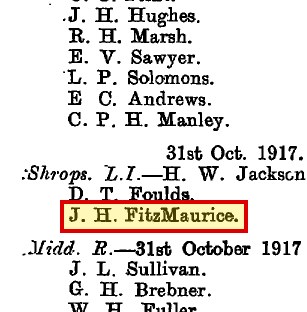 J. H. Hughes.
R. H. Marsh.
E. V. Sawyer.
L. P. Solomons.
E C. Andrews.
C. P. H. Manley.
31st Oct. 1917.
Shrops. L.I.—H. W. Jackson
D. T. Foulds.
J. H. FitzMaurice.
Midd. R.—31st October 1917
J. L. Sullivan.
G. H. Brebner.
W. H. Fuller.